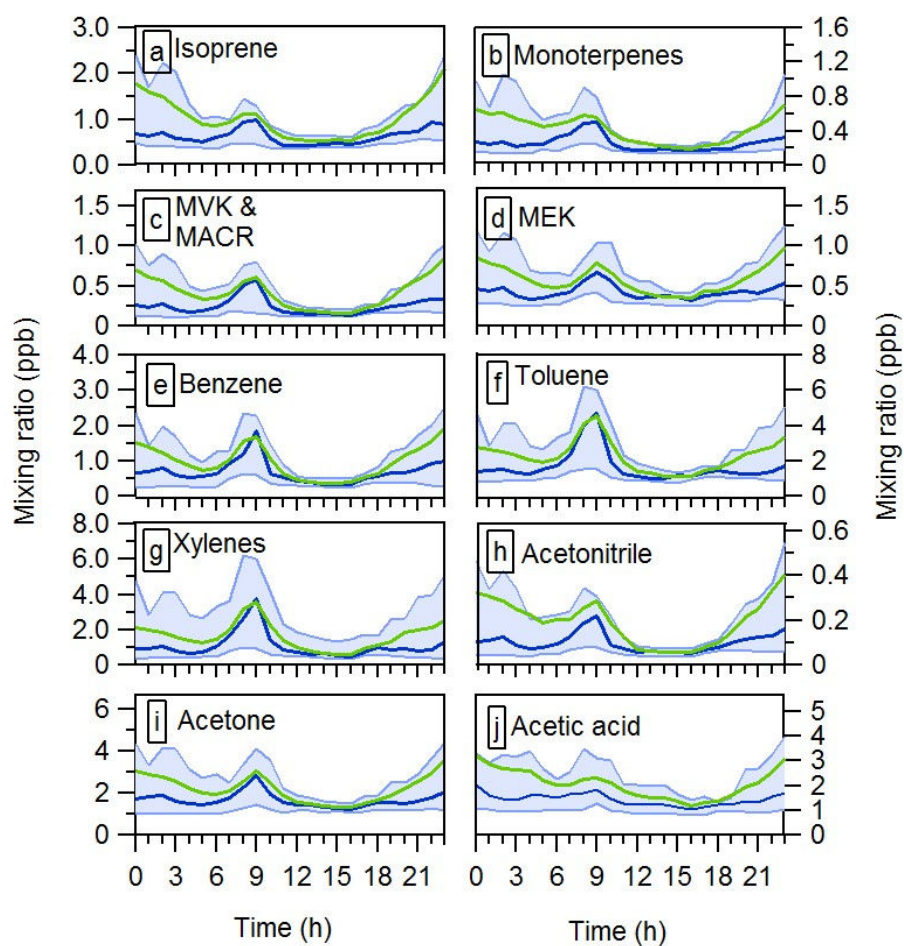 3.0
2.0
1.0
0.0
a Isoprene
1.6
1.2
0.8
0.4
0
b Monoterpenes
1.5
1.0
0.5
0
c MVK &
MACR
1.5
1.0
0.5
0
d MEK
4.0
3.0
2.0
1.0
0.0
e Benzene
8
6
4
2
0
f Toluene
8.0
6.0
4.0
2.0
0.0
g Xylenes
0.6
0.4
0.2
0
h Acetonitrile
6
4
2
0
i Acetone
5
4
3
2
1
0
j Acetic acid
0 3 6 9 12 15 18 21
0 3 6 9 12 15 18 21
Time (h)
Time (h)
Mixing ratio (ppb)
Mixing ratio (ppb)